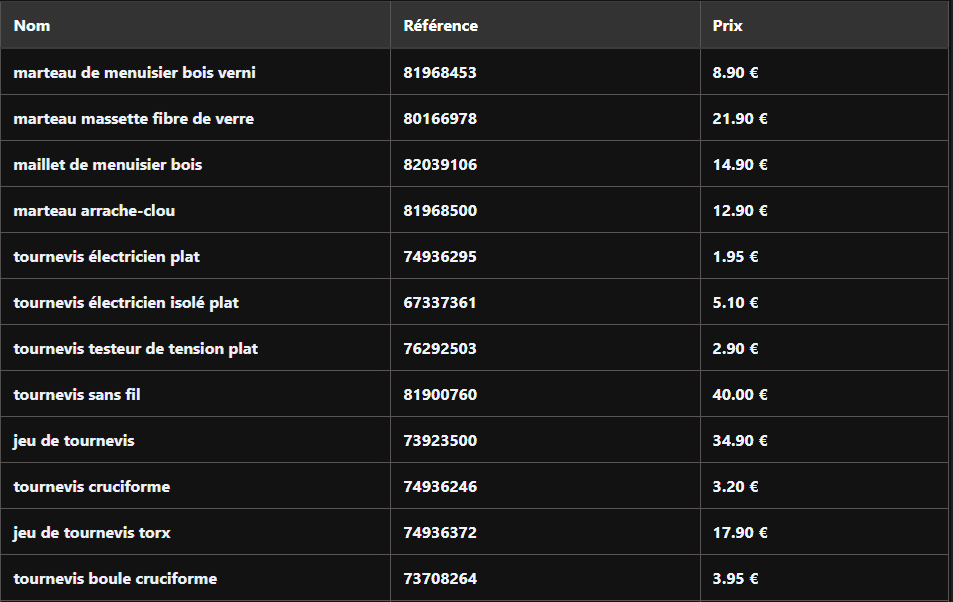 Nom Référence Prix
marteau de menuisier bois verni 81968453 8.90 €
marteau massette fibre de verre 80166978 21.90 €
maillet de menuisier bois 82039106 14.90 €
marteau arrache-clou 81968500 12.90 €
tournevis électricien plat 74936295 1.95 €
tournevis électricien isolé plat 67337361 5.10 €
tournevis testeur de tension plat 76292503 2.90 €
tournevis sans fil 81900760 40.00 €
jeu de tournevis 73923500 34.90 €
tournevis cruciforme 74936246 3.20 €
jeu de tournevis torx 74936372 17.90 €
tournevis boule cruciforme 73708264 3.95 €